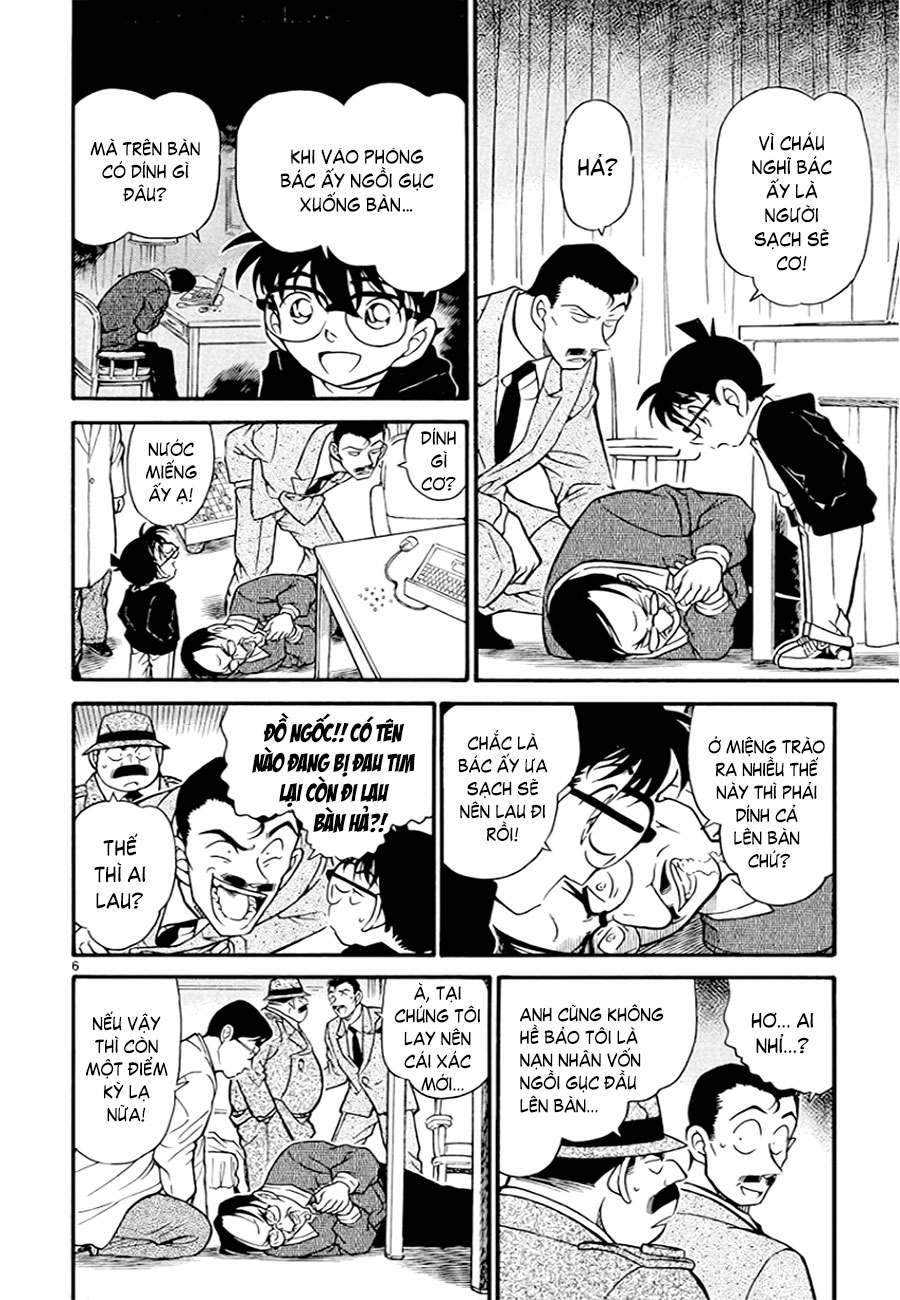 VÌ CHÁU
NGHĨ BÁC
ẤY LÀ
NGƯỜI
SẠCH SẼ
CƠ!
HẢ?
KHI VÀO PHÒNG
BÁC ẤY NGỒI GỤC
XUỐNG BÀN...
MÀ TRÊN BÀN
CÓ DÍNH GÌ
ĐÂU?
DÍNH
GÌ
CƠ?
NƯỚC
MIẾNG
ẤY Ạ!
Ở MIỆNG TRÀO
RA NHIỀU THẾ
NÀY THÌ PHẢI
DÍNH CẢ
LÊN BÀN
CHỨ?
CHẮC LÀ
BÁC ẤY ƯA
SẠCH SẼ
NÊN LAU ĐI
RỒI!
ĐỒ NGỐC!! CÓ TÊN
NÀO ĐANG BỊ ĐAU TIM
LẠI CÒN ĐI LAU
BÀN HẢ?!
THẾ
THÌ AI
LAU?
6
HƠ... AI
NHỈ...?
ANH CŨNG KHÔNG
HỀ BẢO TÔI LÀ
NẠN NHÂN VỐN
NGỒI GỤC ĐẦU
LÊN BÀN...
À, TẠI
CHÚNG TÔI
LAY NÊN
CÁI XÁC
MỚI...
NẾU VẬY
THÌ CÒN
MỘT ĐIỂM
KỲ LẠ
NỮA!